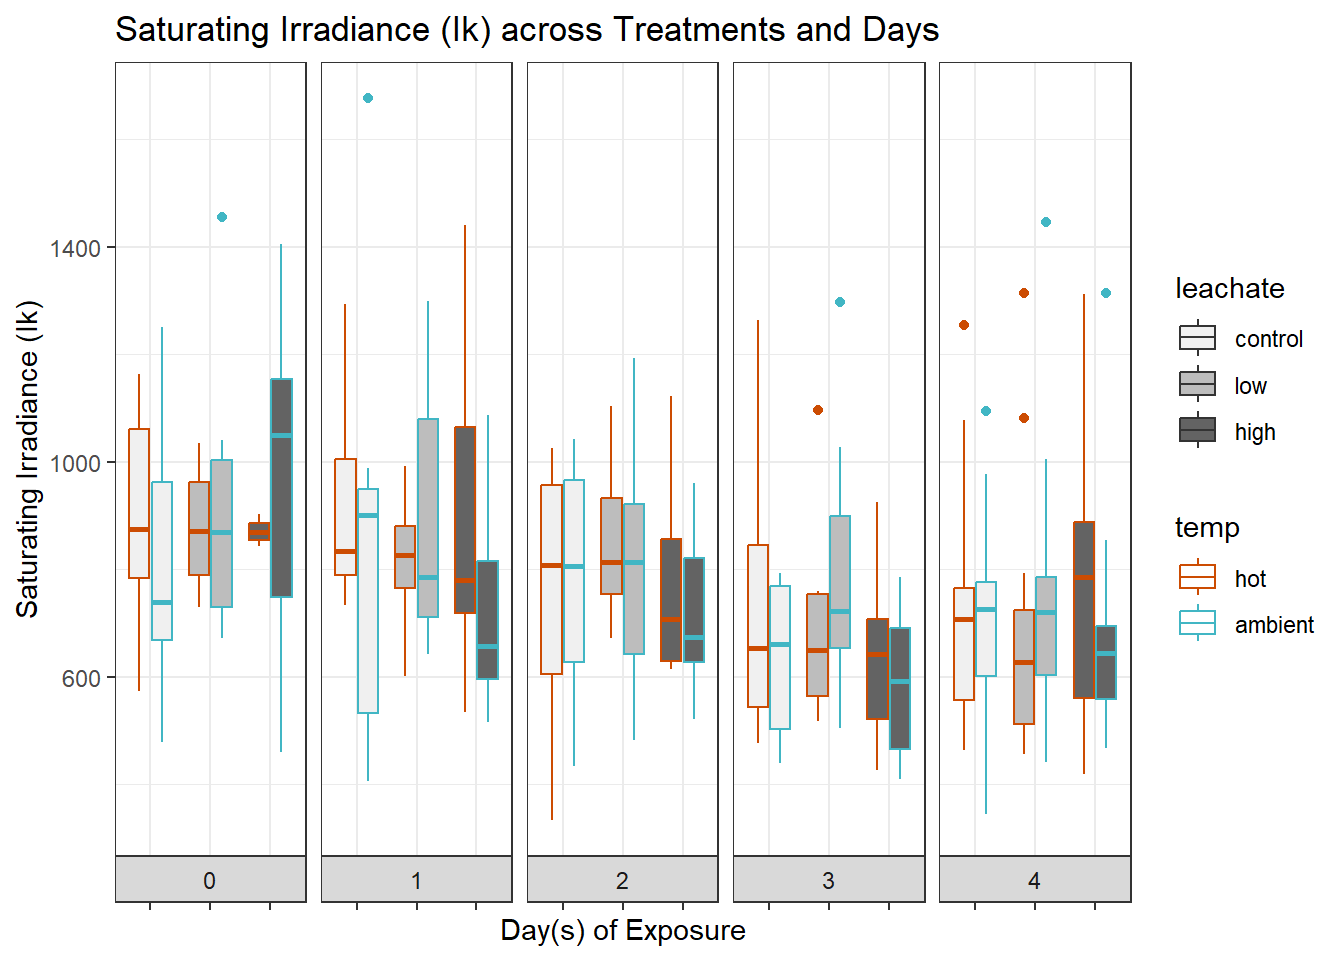 Saturating Irradiance (Ik) across Treatments and Days
Saturating Irradiance (Ik)
1400
1000
600
0
1
2
3
4
Day(s) of Exposure
leachate
control
low
high
temp
hot
ambient